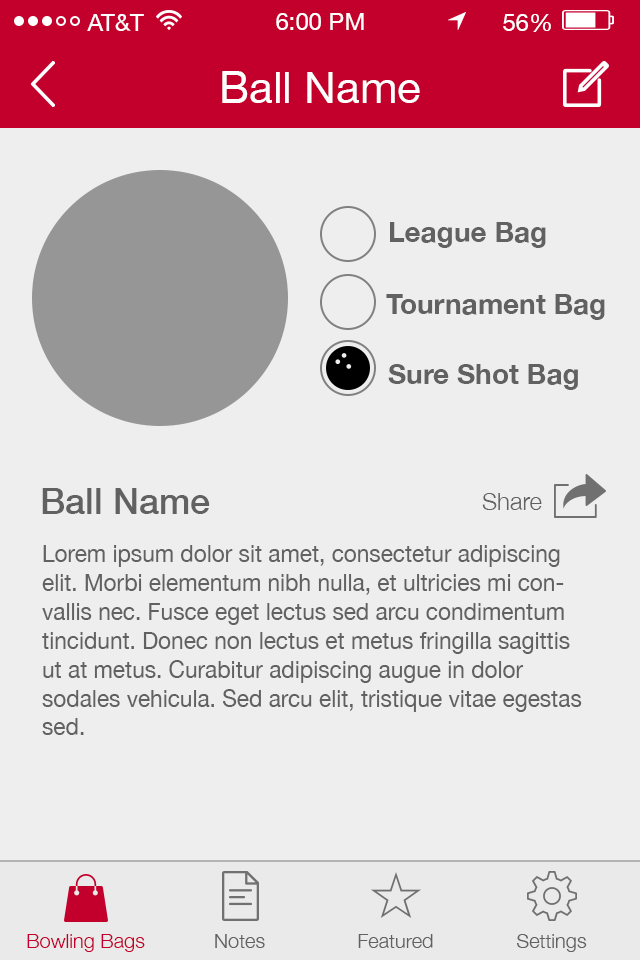 AT&T 6:00 PM 56%
Ball Name
League Bag
Tournament Bag
Sure Shot Bag
Ball Name
Share
Lorem ipsum dolor sit amet, consectetur adipiscing
elit. Morbi elementum nibh nulla, et ultricies mi con-
vallis nec. Fusce eget lectus sed arcu condimentum
tincidunt. Donec non lectus et metus fringilla sagittis
ut at metus. Curabitur adipiscing augue in dolor
sodales vehicula. Sed arcu elit, tristique vitae egestas
sed.
Bowling Bags Notes Featured Settings